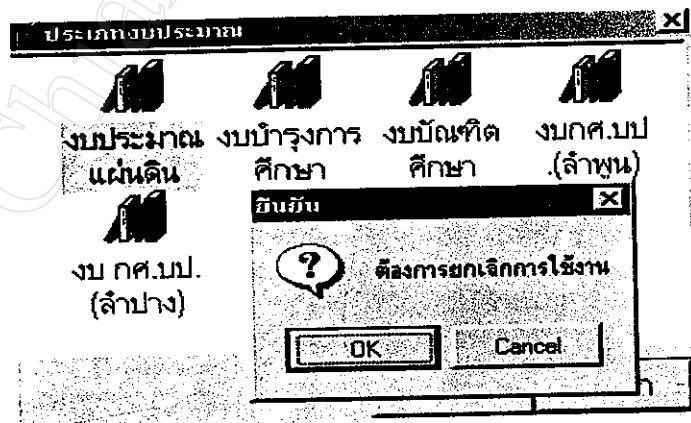 ประเภทงบประมาณ
งบประมาณ
แผ่นดิน
งบบำรุงการ
ศึกษา
งบบัณฑิต
ศึกษา
งบกศ.บป
.(ลำพูน)
งบ กศ.บป.
(ลำปาง)
ยืนยัน
ต้องการยกเลิกการใช้งาน
OK
Cancel